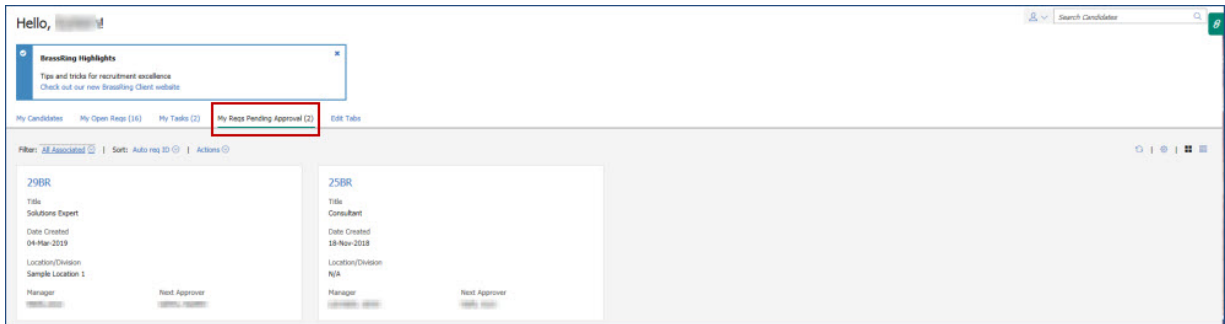 Hello, !
Search Candidates
BrassRing Highlights
Tips and tricks for recruitment excellence
Check out our new BrassRing Client website
My Candidates My Open Reqs (16) My Tasks (2) My Reqs Pending Approval (2) Edit Tabs
Filter: All Associated | Sort: Auto req ID | Actions
29BR
Title
Solutions Expert
Date Created
04-Mar-2019
Location/Division
Sample Location 1
Manager Next Approver
25BR
Title
Consultant
Date Created
18-Nov-2018
Location/Division
N/A
Manager Next Approver